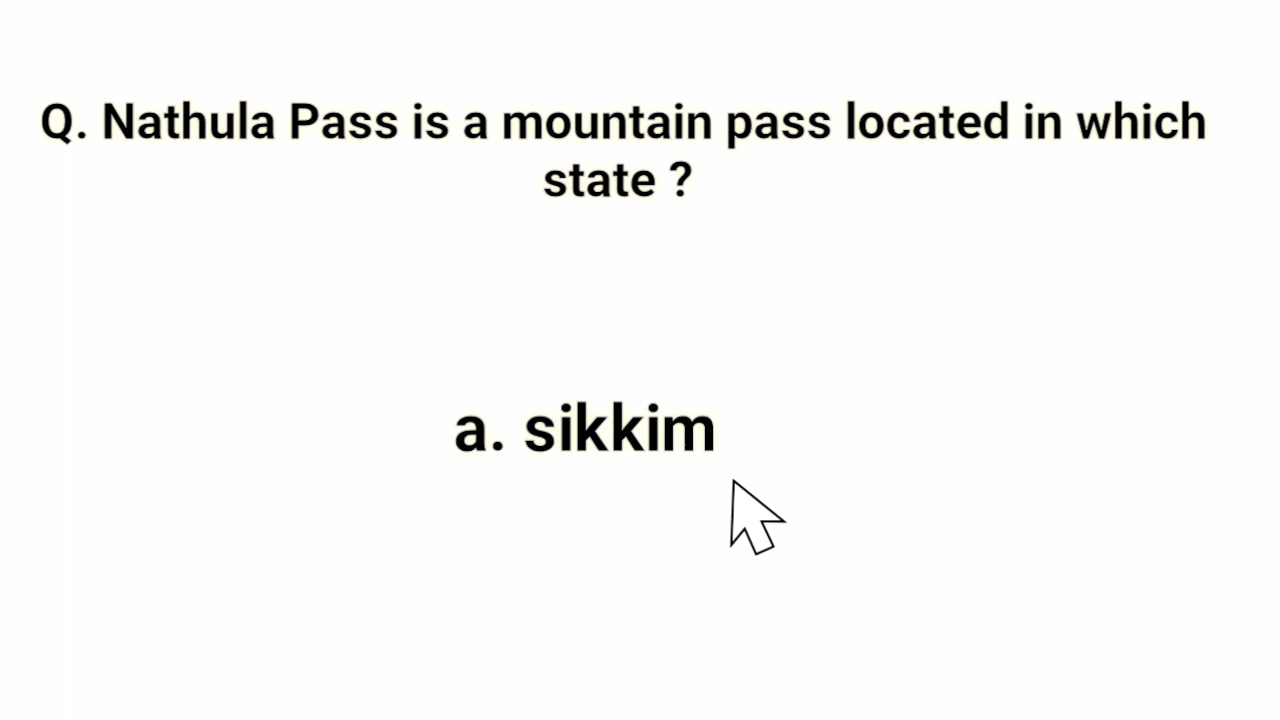 Q. Nathula Pass is a mountain pass located in which
state ?
a. sikkim